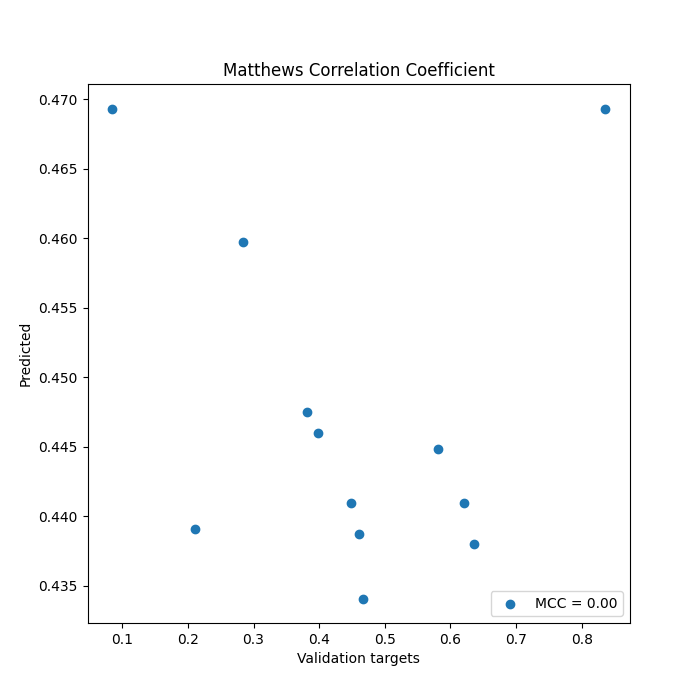 Matthews Correlation Coefficient
0.470
0.465
0.460
0.455
0.450
0.445
0.440
0.435
Predicted
MCC = 0.00
0.1 0.2 0.3 0.4 0.5 0.6 0.7 0.8
Validation targets